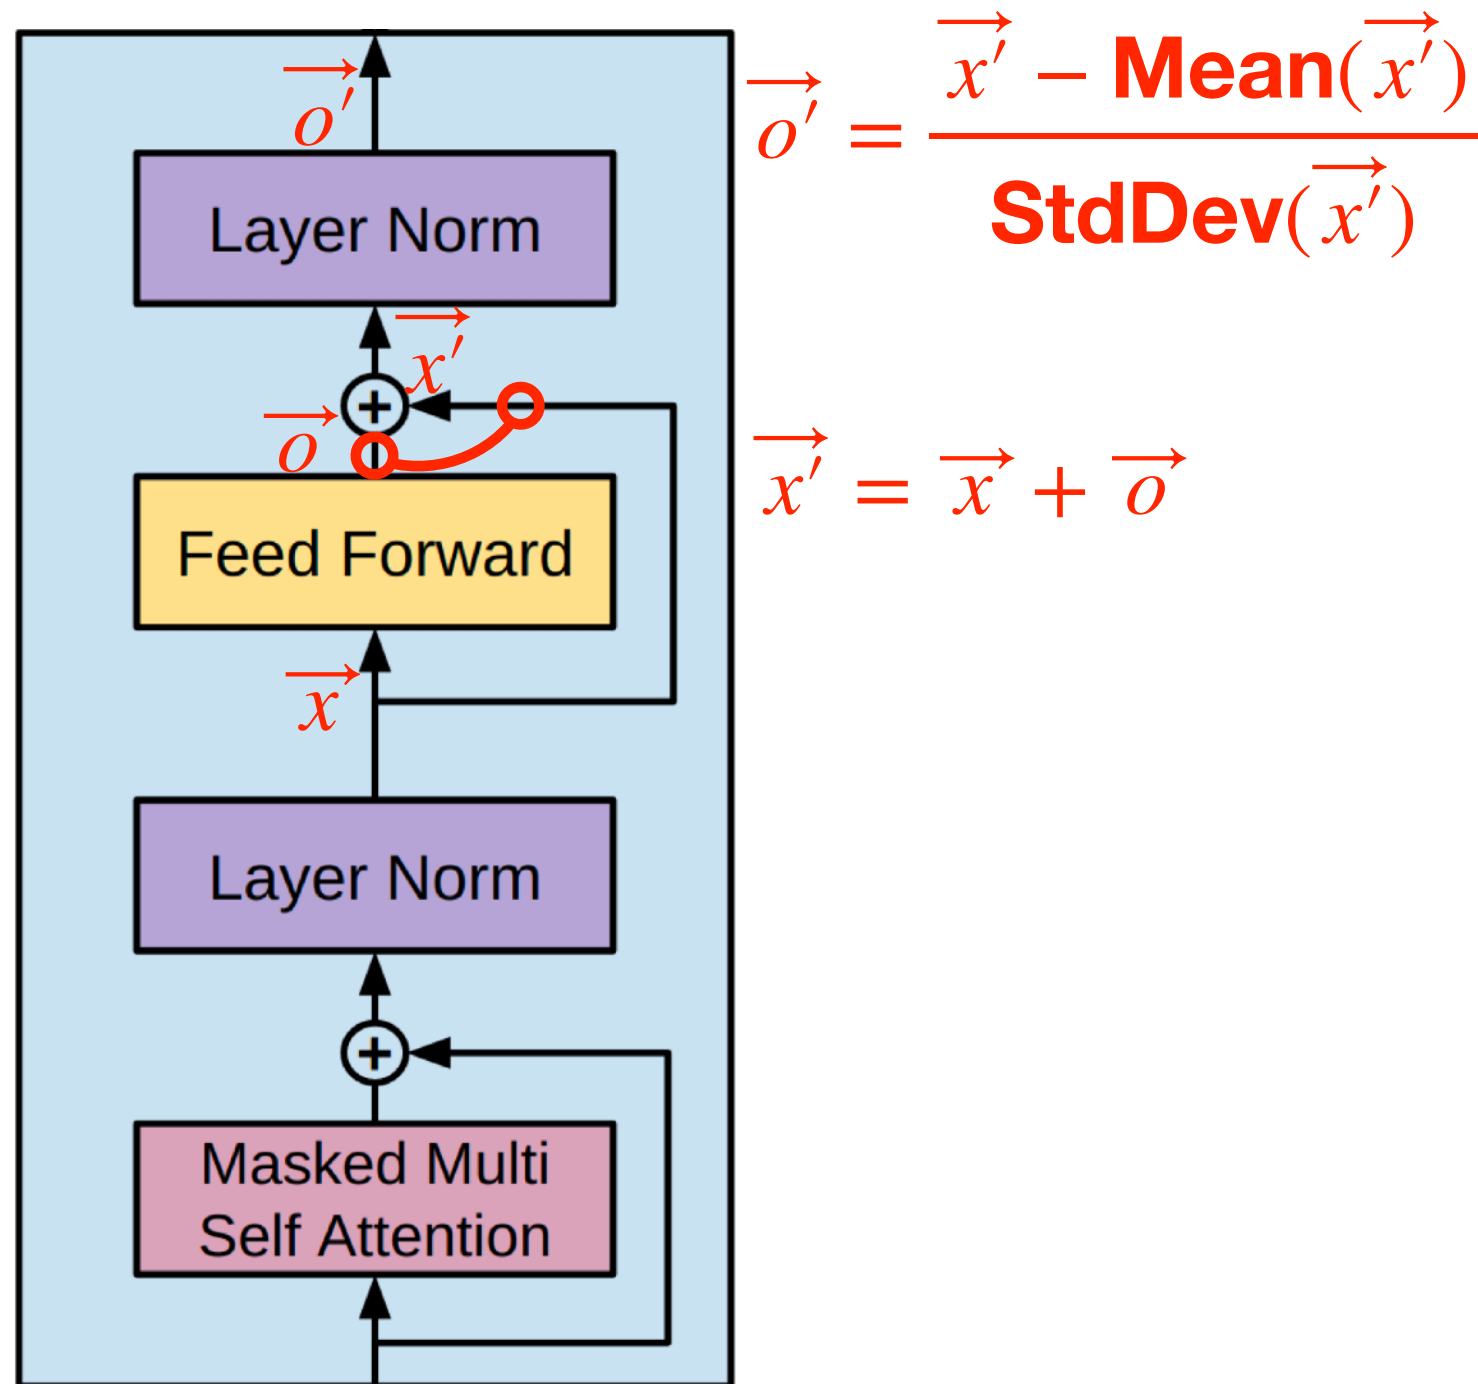 o⃗′
Layer Norm
x⃗′
+
o⃗
Feed Forward
x⃗
Layer Norm
+
Masked Multi
Self Attention
o⃗′ = (x⃗′ − Mean(x⃗′)) / StdDev(x⃗′)
x⃗′ = x⃗ + o⃗